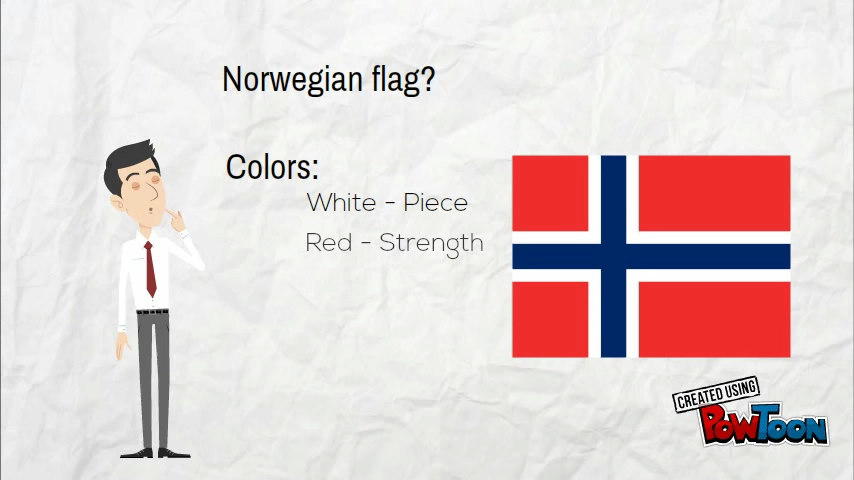 Norwegian flag?
Colors:
White - Piece
Red - Strength
CREATED USING
POWTOON